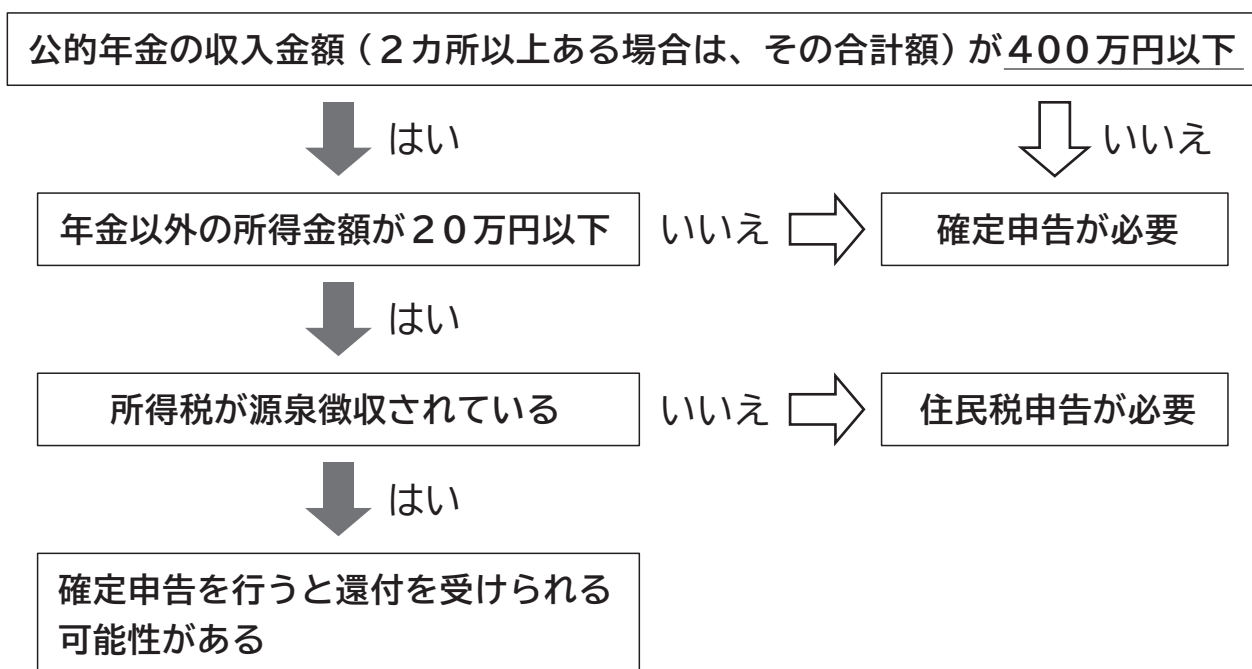 公的年金の収入金額（２カ所以上ある場合は、その合計額）が４００万円以下
はい
いいえ
年金以外の所得金額が２０万円以下
いいえ
確定申告が必要
はい
所得税が源泉徴収されている
いいえ
住民税申告が必要
はい
確定申告を行うと還付を受けられる
可能性がある